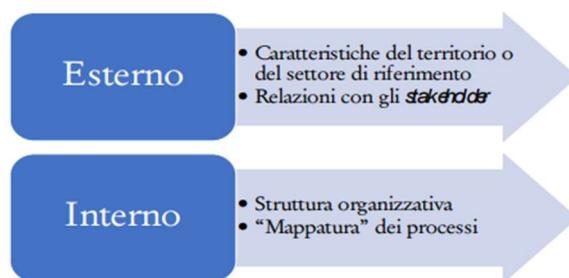 Esterno
• Caratteristiche del territorio o
del settore di riferimento
• Relazioni con gli stakeholder
Interno
• Struttura organizzativa
• “Mappatura” dei processi